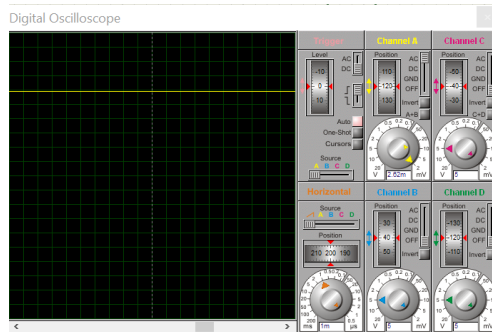 Digital Oscilloscope
Trigger
Level
AC
DC
-10
0
10
Auto
One-Shot
Cursors
Source
A B C D
Channel A
Position
AC
DC
GND
OFF
Invert
A+B
110
-120
130
V
2.62m
mV
Channel C
Position
AC
DC
GND
OFF
Invert
C+D
-50
-40
-30
V
5
mV
Horizontal
Source
A B C D
Position
210 200 190
ms
1m
µs
Channel B
Position
AC
DC
GND
OFF
Invert
30
40
50
V
5
mV
Channel D
Position
AC
DC
GND
OFF
Invert
-130
-120
-110
V
5
mV